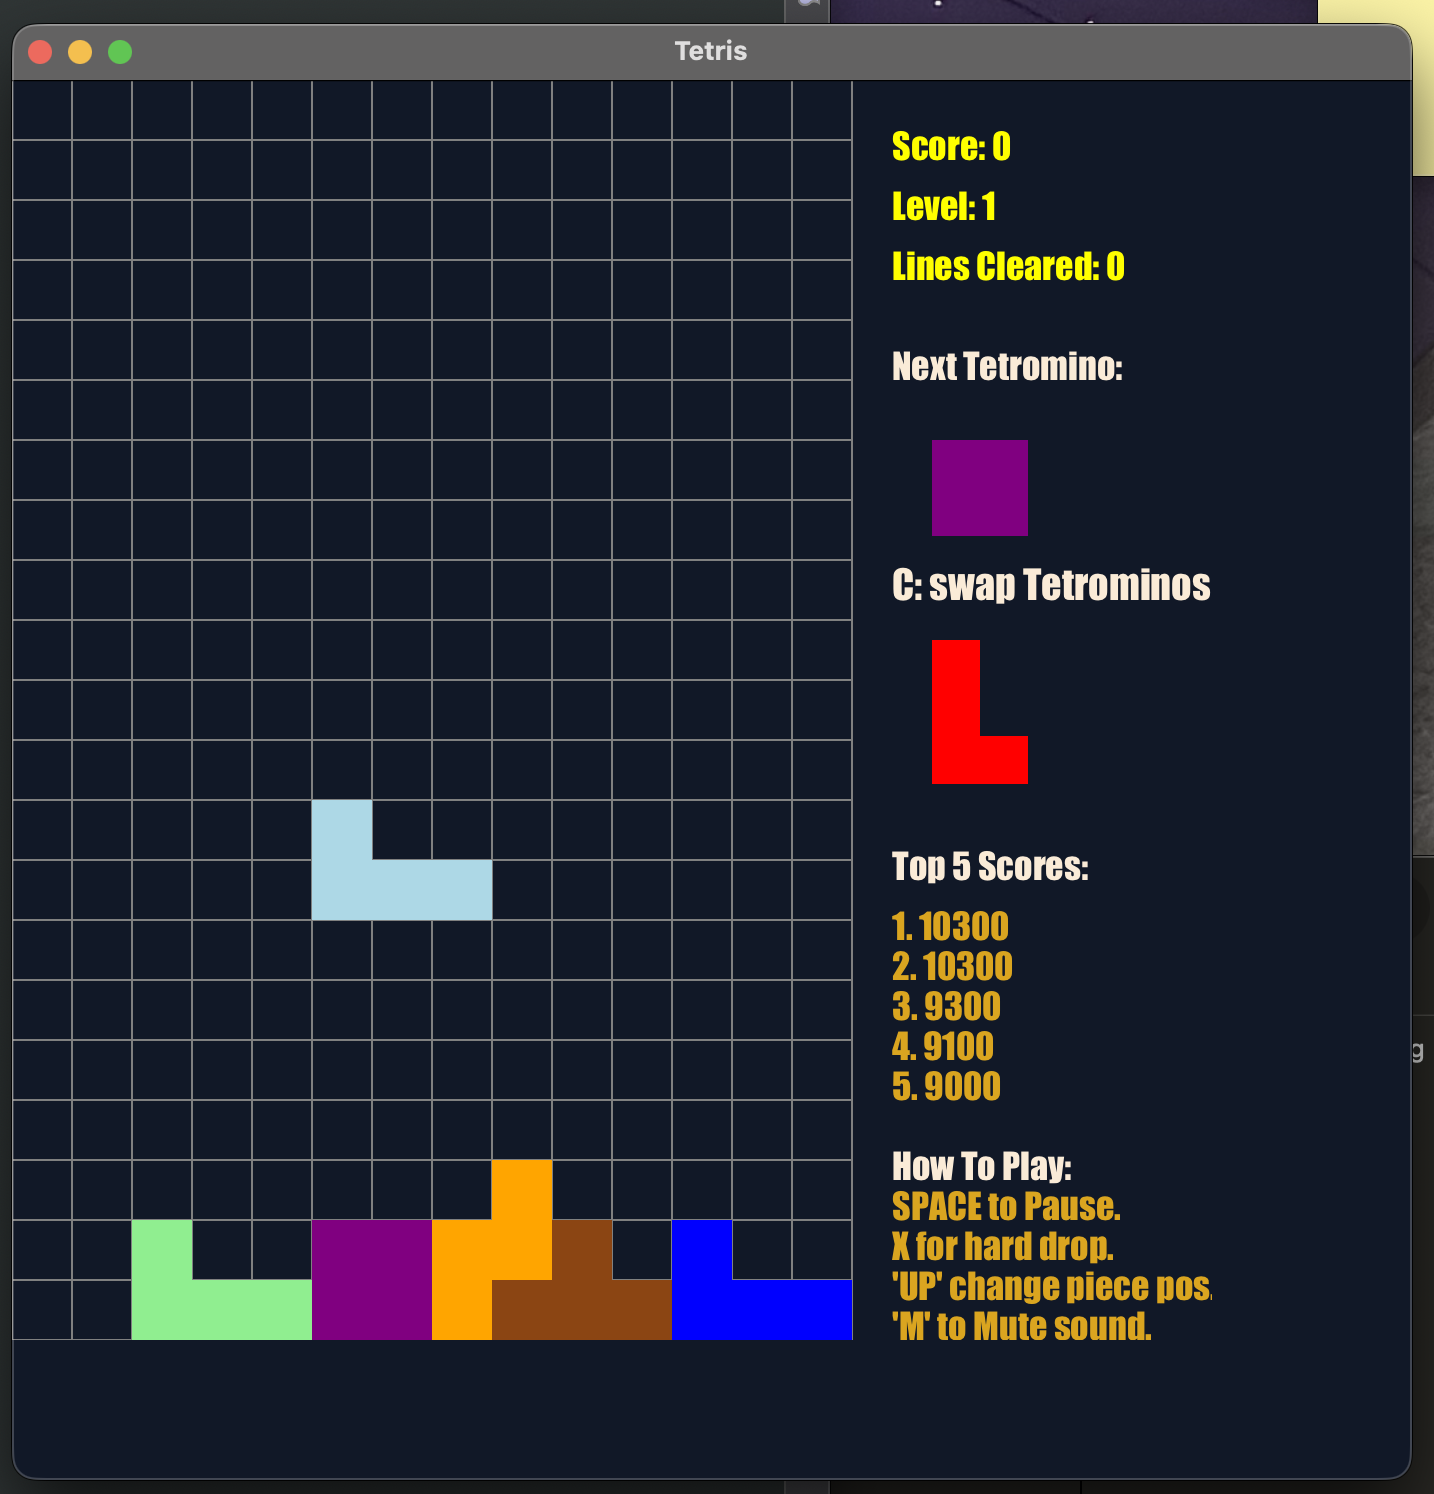 Tetris
Score: 0
Level: 1
Lines Cleared: 0
Next Tetromino:
C: swap Tetrominos
Top 5 Scores:
1. 10300
2. 10300
3. 9300
4. 9100
5. 9000
How To Play:
SPACE to Pause.
X for hard drop.
'UP' change piece pos.
'M' to Mute sound.
g